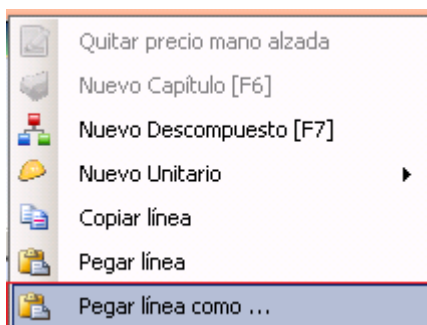 Quitar precio mano alzada
Nuevo Capítulo [F6]
Nuevo Descompuesto [F7]
Nuevo Unitario
Copiar línea
Pegar línea
Pegar línea como ...